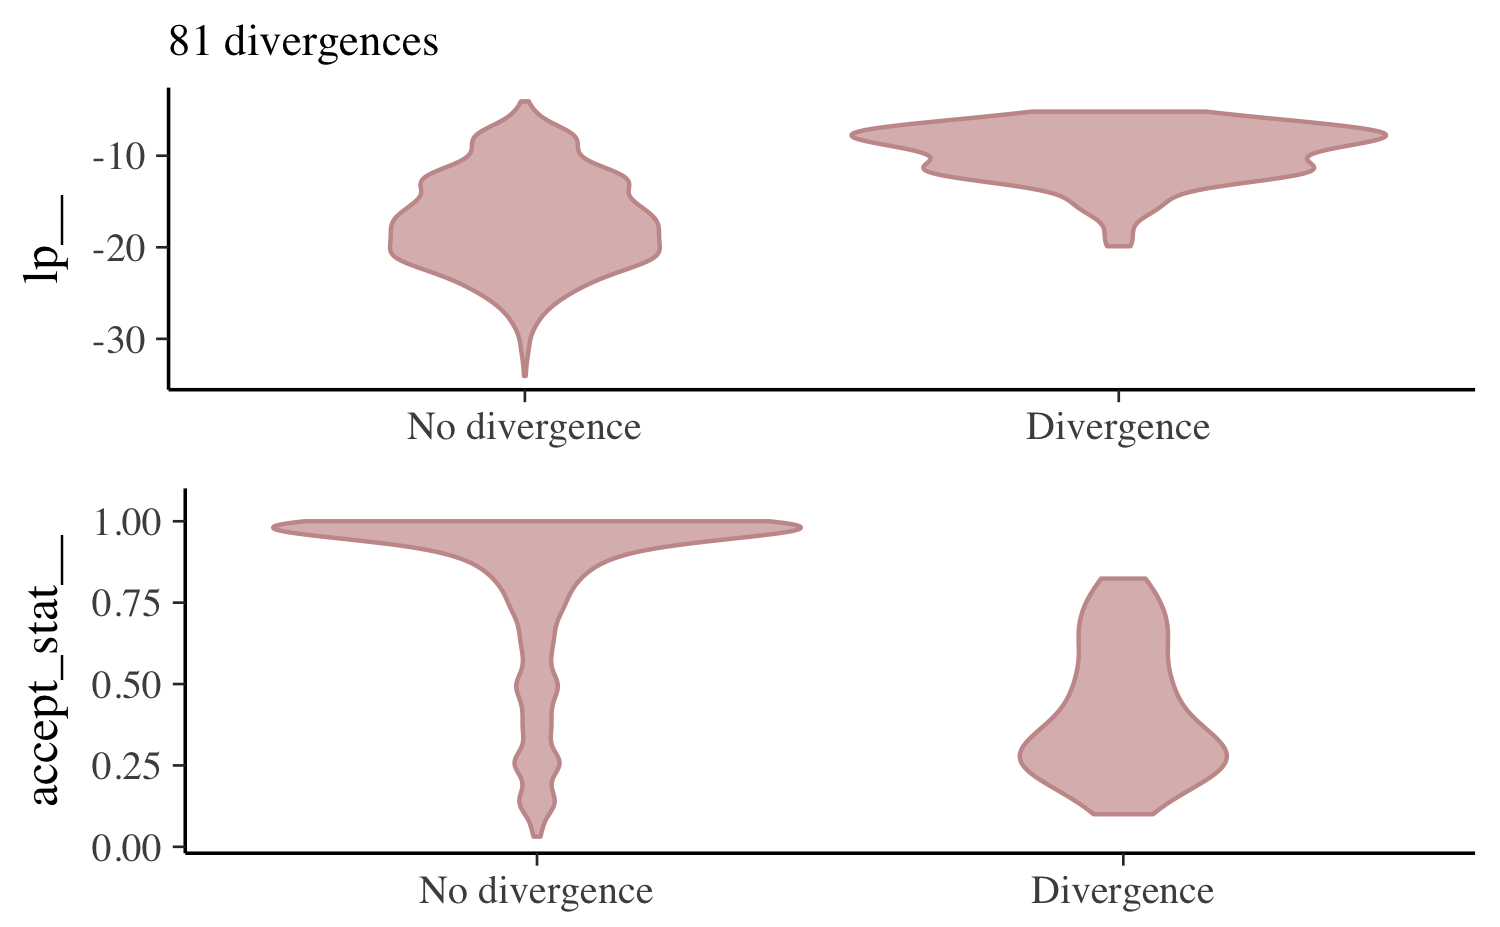 81 divergences
lp__
-10
-20
-30
No divergence
Divergence
accept_stat__
1.00
0.75
0.50
0.25
0.00
No divergence
Divergence